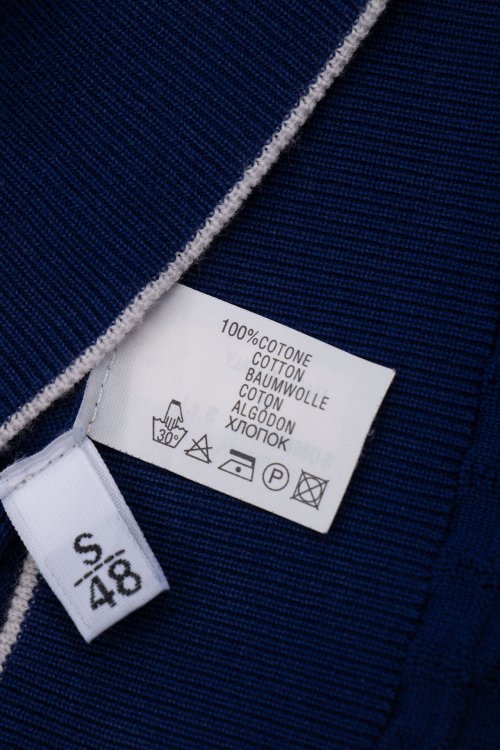 100%COTONE
COTTON
BAUMWOLLE
COTON
ALGODON
ХЛОПОК
30°
P
S
48